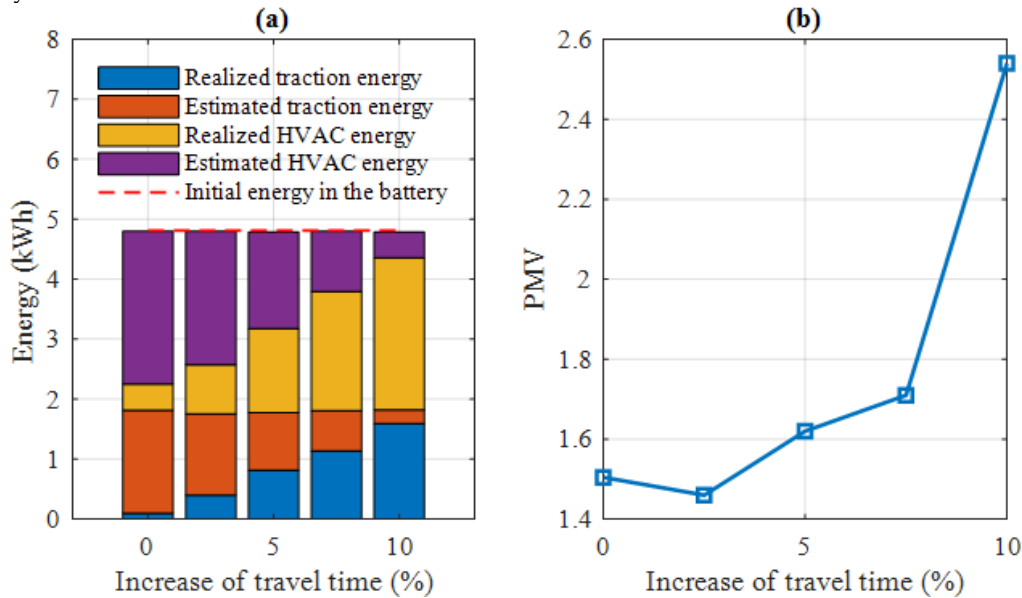 (a)
8
7
6
5
4
3
2
1
0
Energy (kWh)
Realized traction energy
Estimated traction energy
Realized HVAC energy
Estimated HVAC energy
Initial energy in the battery
0 5 10
Increase of travel time (%)
(b)
2.6
2.4
2.2
2
1.8
1.6
1.4
PMV
0 5 10
Increase of travel time (%)